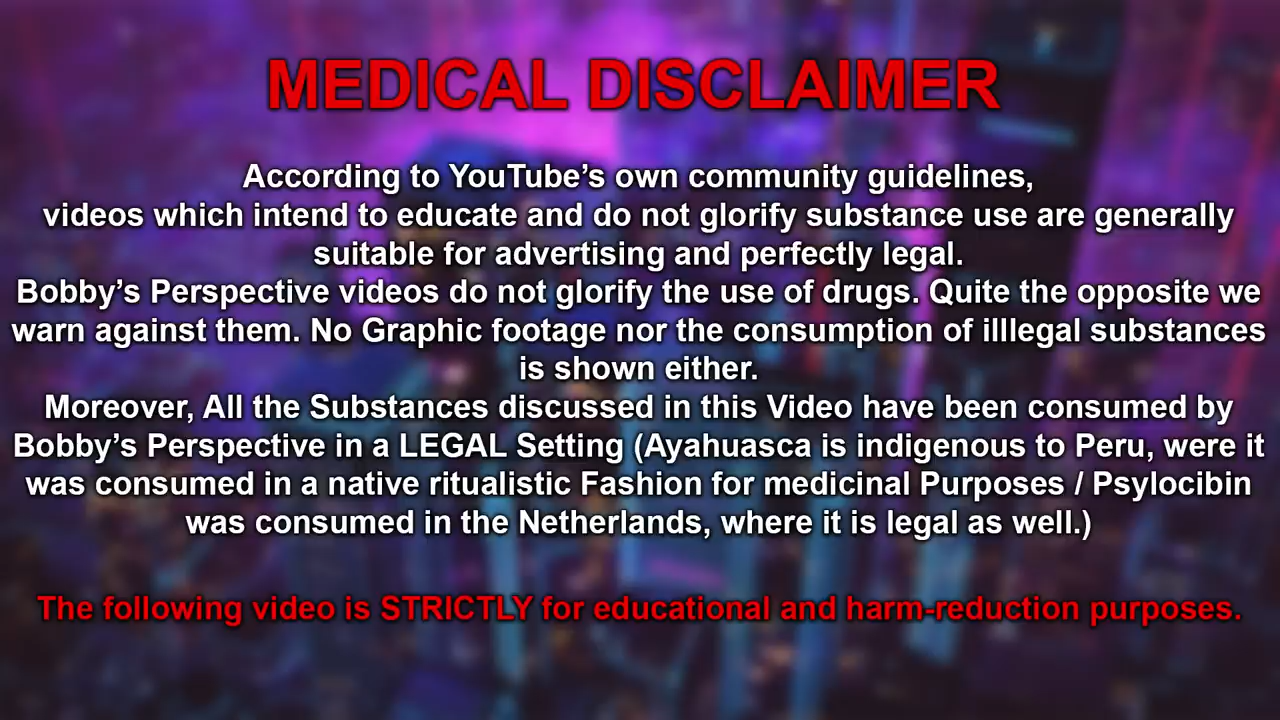 MEDICAL DISCLAIMER
According to YouTube’s own community guidelines,
videos which intend to educate and do not glorify substance use are generally
suitable for advertising and perfectly legal.
Bobby’s Perspective videos do not glorify the use of drugs. Quite the opposite we
warn against them. No Graphic footage nor the consumption of illlegal substances
is shown either.
Moreover, All the Substances discussed in this Video have been consumed by
Bobby’s Perspective in a LEGAL Setting (Ayahuasca is indigenous to Peru, were it
was consumed in a native ritualistic Fashion for medicinal Purposes / Psylocibin
was consumed in the Netherlands, where it is legal as well.)
The following video is STRICTLY for educational and harm-reduction purposes.